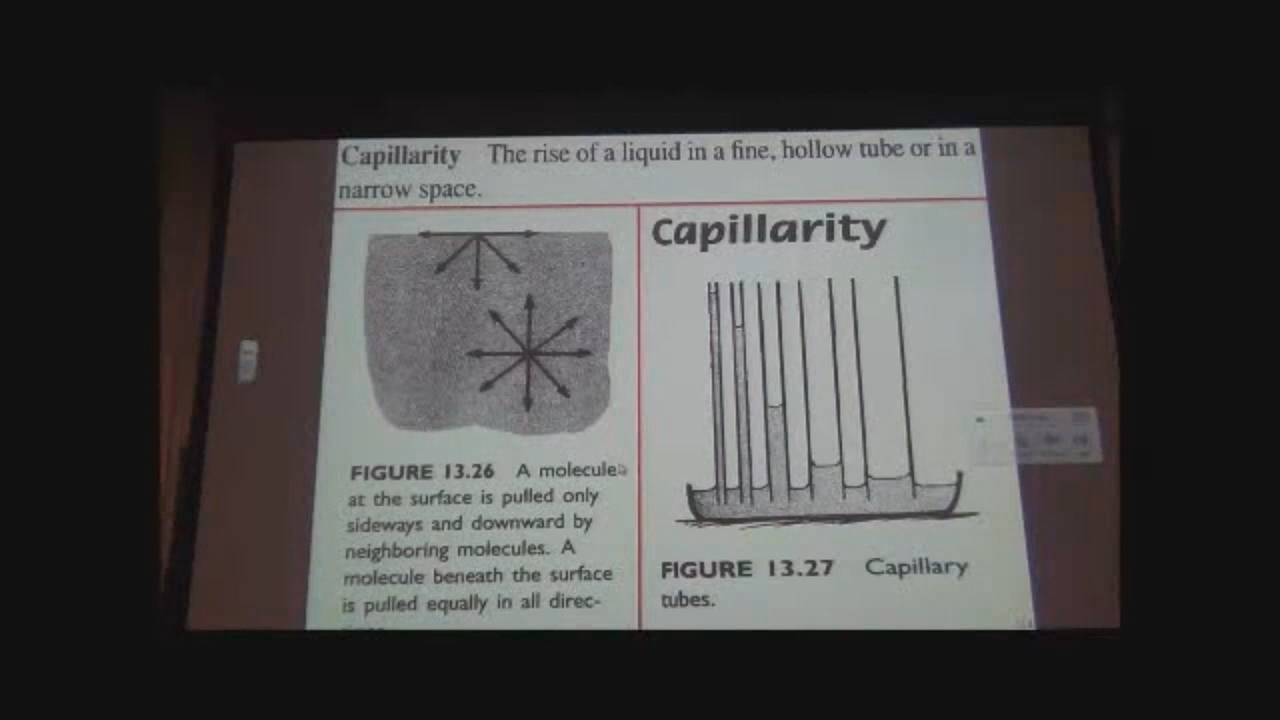 Capillarity The rise of a liquid in a fine, hollow tube or in a
narrow space.
FIGURE 13.26 A molecule
at the surface is pulled only
sideways and downward by
neighboring molecules. A
molecule beneath the surface
is pulled equally in all direc-
Capillarity
FIGURE 13.27 Capillary
tubes.